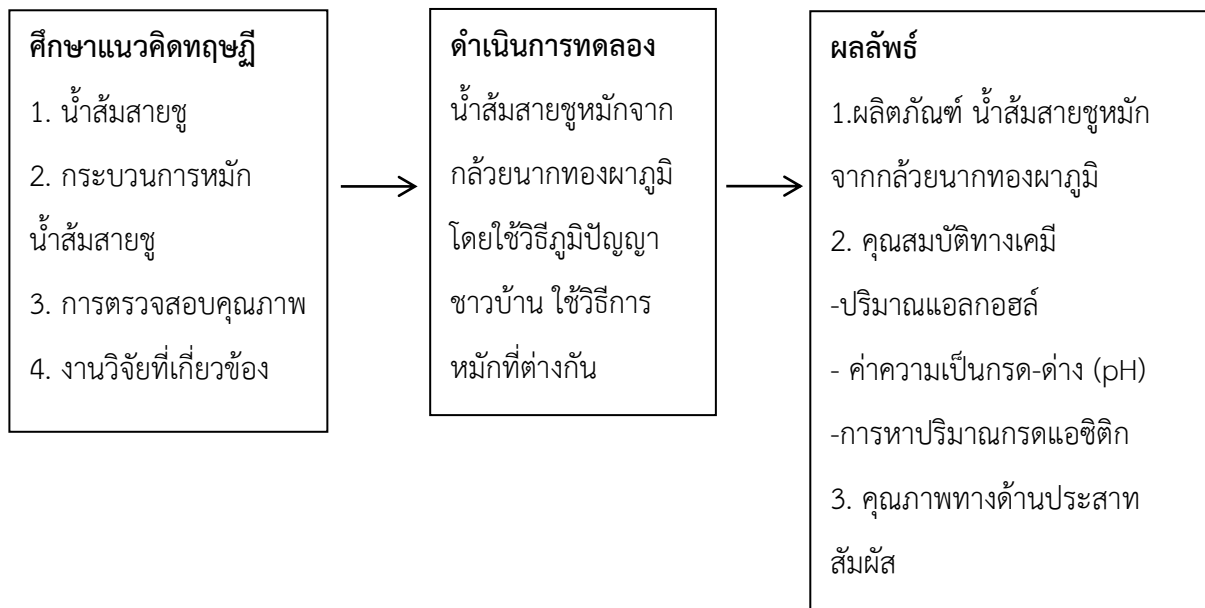 ศึกษาแนวคิดทฤษฏี
1. น้ำส้มสายชู
2. กระบวนการหมัก
น้ำส้มสายชู
3. การตรวจสอบคุณภาพ
4. งานวิจัยที่เกี่ยวข้อง
ดำเนินการทดลอง
น้ำส้มสายชูหมักจาก
กล้วยนากทองผาภูมิ
โดยใช้วิธีภูมิปัญญา
ชาวบ้าน ใช้วิธีการ
หมักที่ต่างกัน
ผลลัพธ์
1.ผลิตภัณฑ์ น้ำส้มสายชูหมัก
จากกล้วยนากทองผาภูมิ
2. คุณสมบัติทางเคมี
-ปริมาณแอลกอฮล์
- ค่าความเป็นกรด-ด่าง (pH)
-การหาปริมาณกรดแอซิติก
3. คุณภาพทางด้านประสาท
สัมผัส